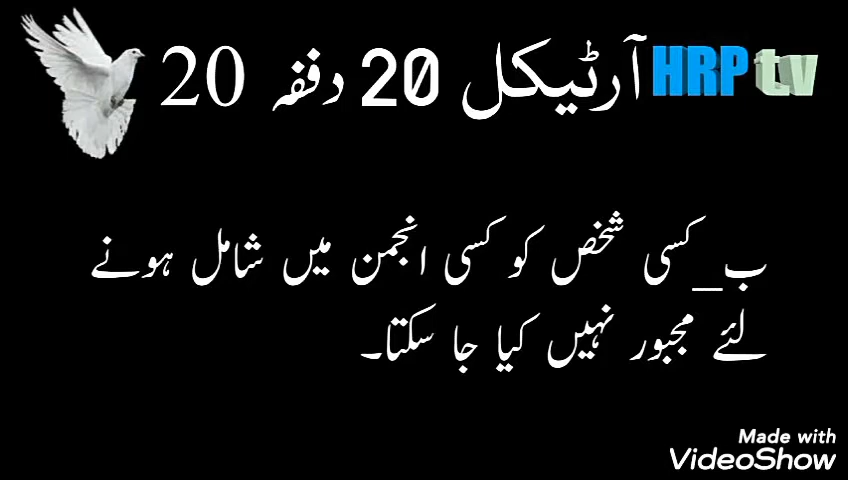 HRP tv آرٹیکل 20 دفقہ 20
ب_کسی شخص کو کسی انجمن میں شامل ہونے
لئے مجبور نہیں کیا جا سکتا۔
Made with
VideoShow